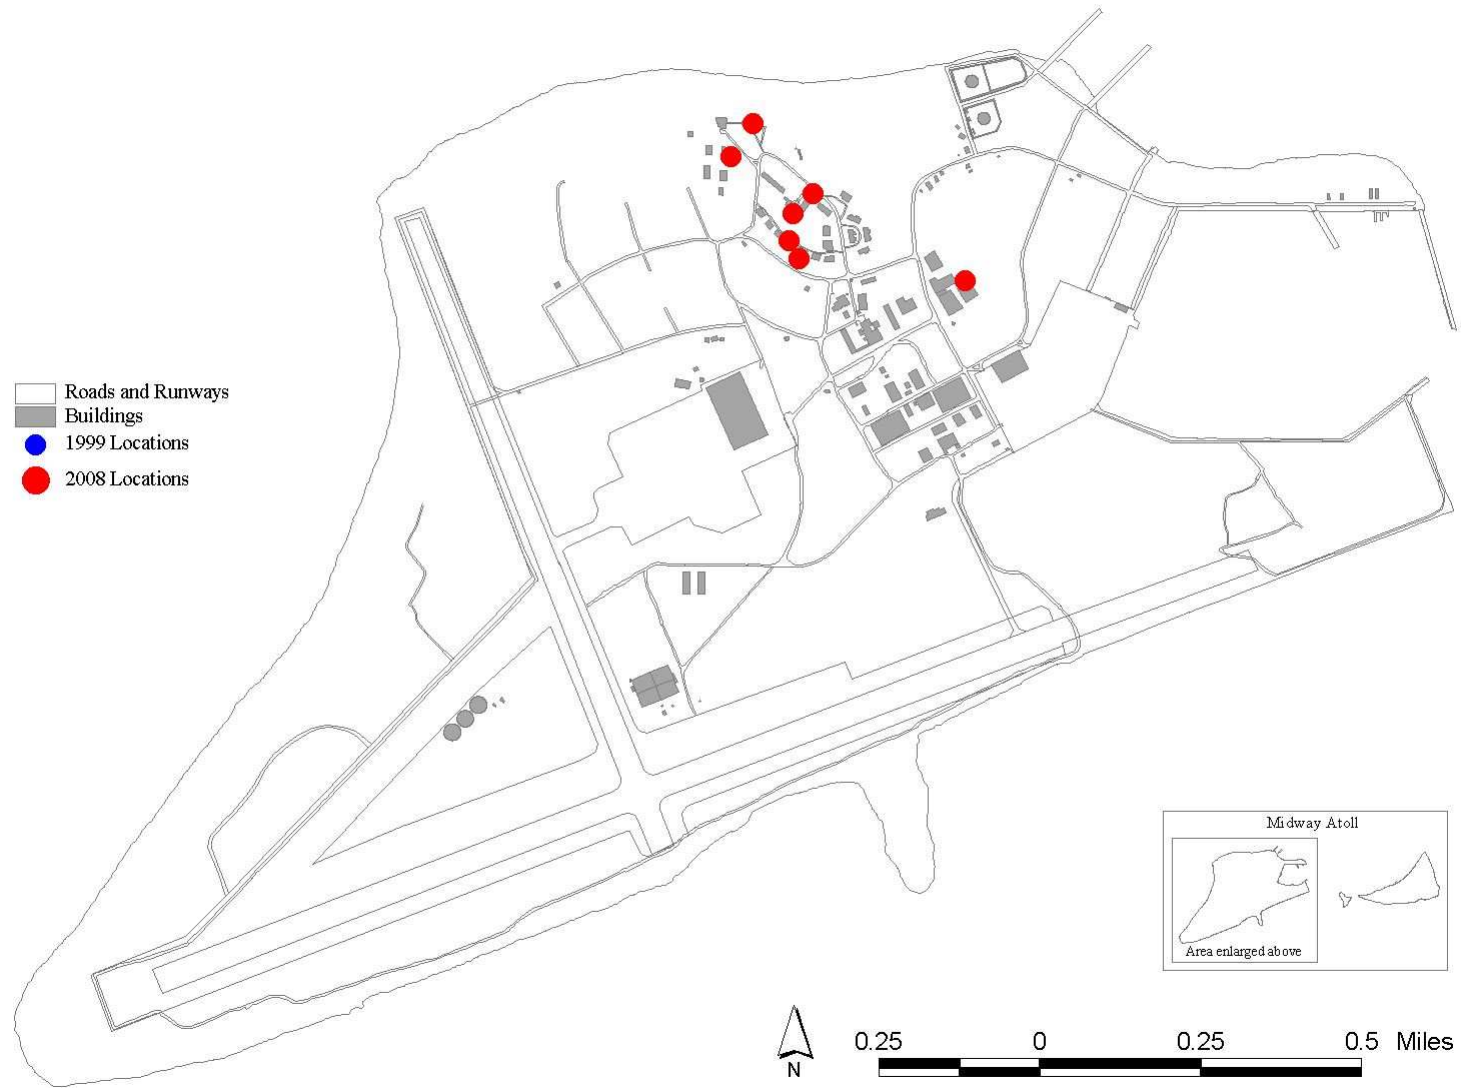 Roads and Runways
Buildings
1999 Locations
2008 Locations
Midway Atoll
Area enlarged above
N
0.25 0 0.25 0.5 Miles